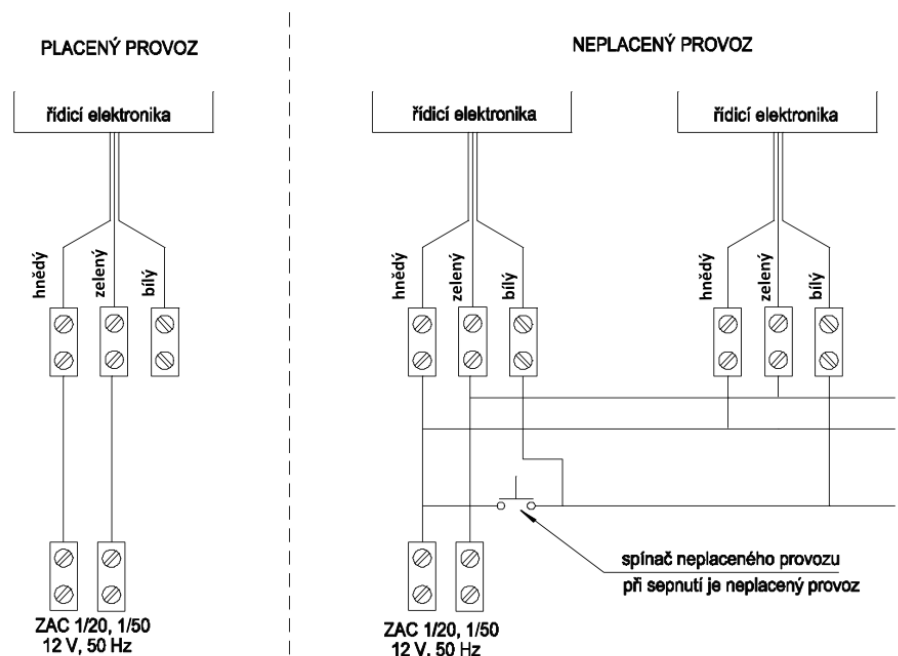 PLACENÝ PROVOZ
řídicí elektronika
hnědý
zelený
bílý
ZAC 1/20, 1/50
12 V, 50 Hz
NEPLACENÝ PROVOZ
řídicí elektronika
řídicí elektronika
hnědý
zelený
bílý
hnědý
zelený
bílý
spínač neplaceného provozu
při sepnutí je neplacený provoz
ZAC 1/20, 1/50
12 V, 50 Hz